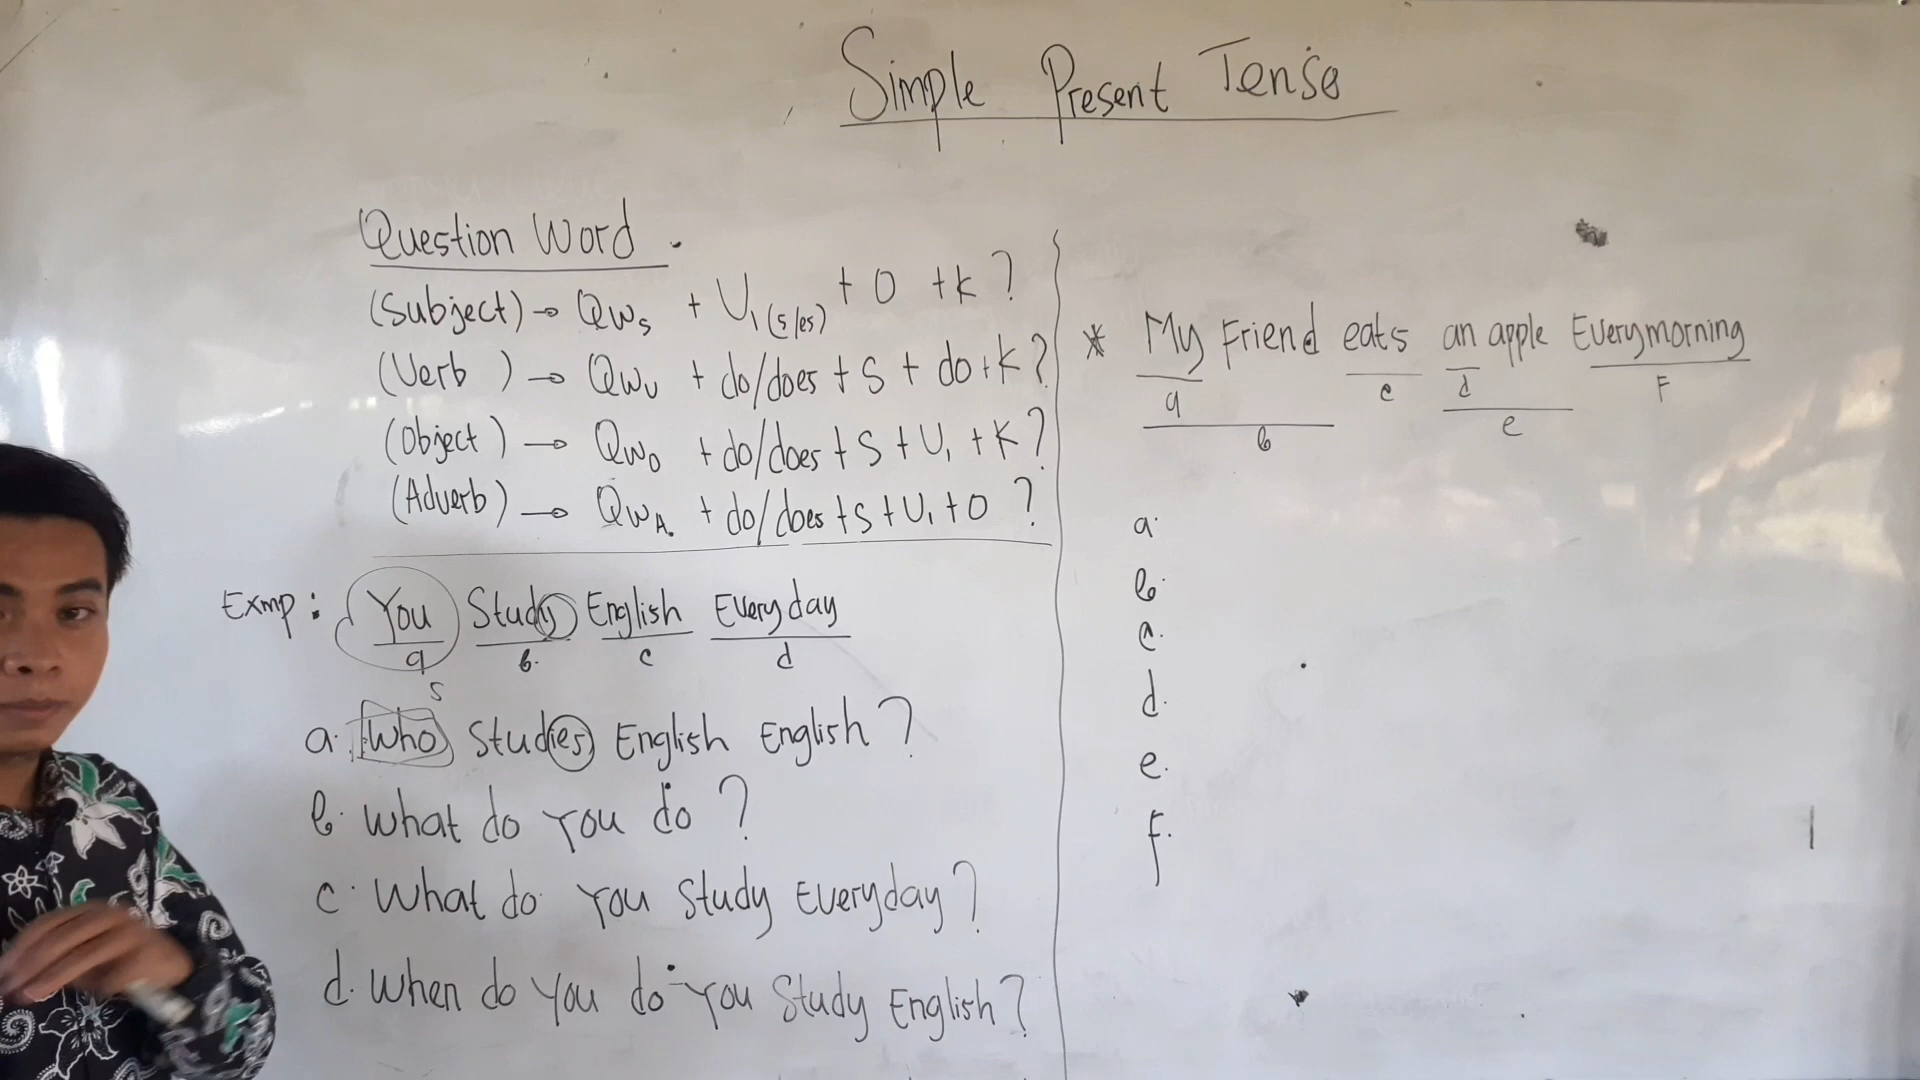 Simple Present Tense
Question Word.
(Subject) → QWS + V1(s/es) + O + k?
(Verb ) → QWV + do/does + S + do + k?
(Object ) → QWO + do/does + S + V1 + k?
(Adverb) → QWA. + do/does + S + V1 + O ?
Exmp : You Study English Everyday
a b. c d
S
a. Who Studies English English ?
b. What do You do ?
c. What do You Study Everyday ?
d. When do You do You Study English ?
* My Friend eats an apple Everymorning
a c d F
b e
a.
b.
c.
d.
e.
F.